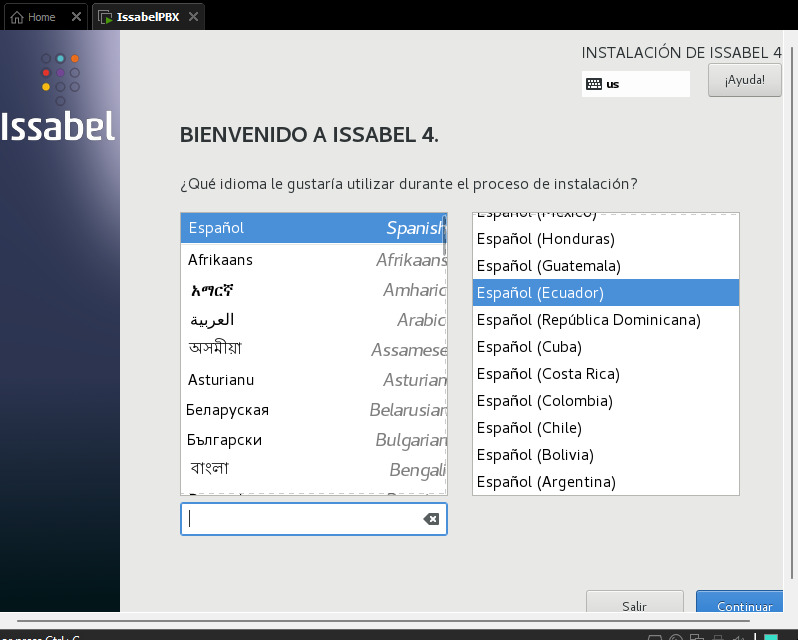 Home
IssabelPBX
INSTALACIÓN DE ISSABEL 4
us
¡Ayuda!
Issabel
BIENVENIDO A ISSABEL 4.
¿Qué idioma le gustaría utilizar durante el proceso de instalación?
Español Spanish
Afrikaans Afrikaans
አማርኛ Amharic
العربية Arabic
অসমীয়া Assamese
Asturianu Asturian
Беларуская Belarusian
Български Bulgarian
বাংলা Bengali
Español (México)
Español (Honduras)
Español (Guatemala)
Español (Ecuador)
Español (República Dominicana)
Español (Cuba)
Español (Costa Rica)
Español (Colombia)
Español (Chile)
Español (Bolivia)
Español (Argentina)
Salir
Continuar
or press Ctrl+G